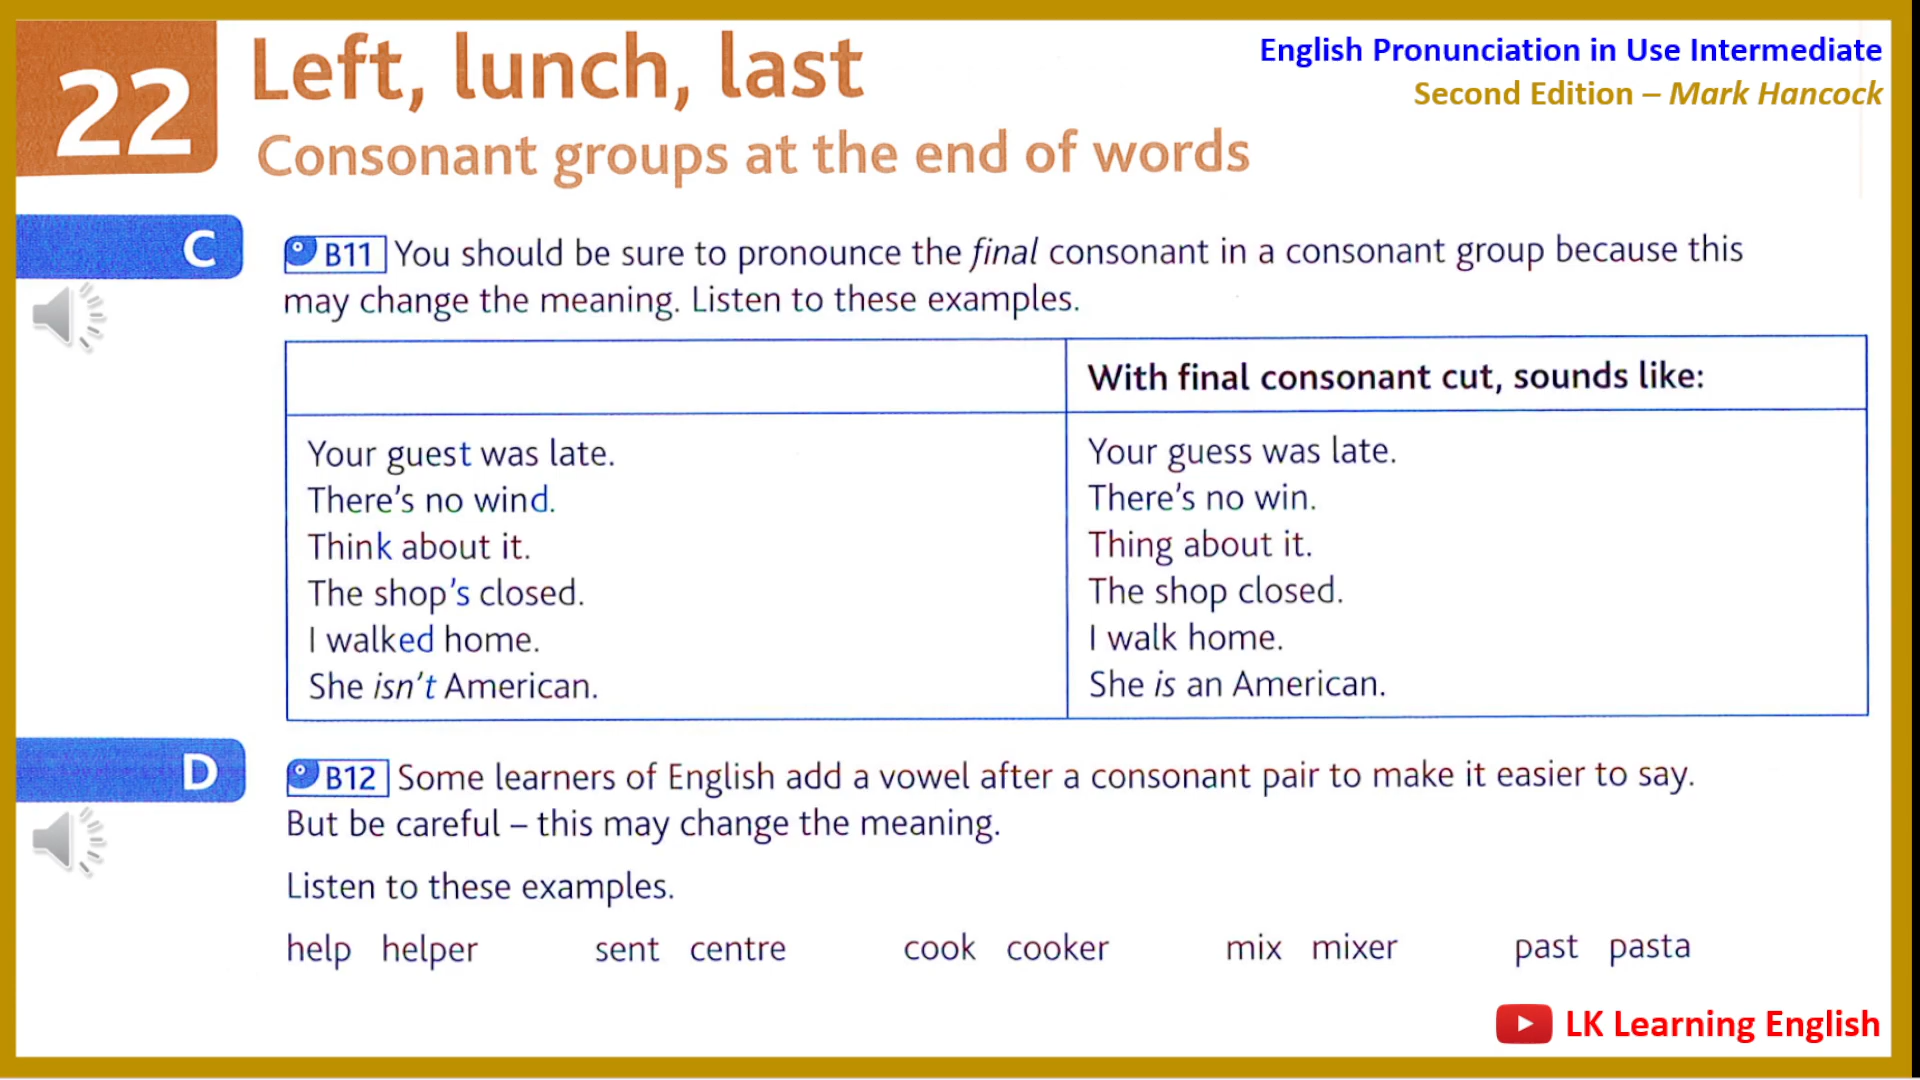 22
Left, lunch, last
Consonant groups at the end of words
English Pronunciation in Use Intermediate
Second Edition – Mark Hancock
C
B11 You should be sure to pronounce the final consonant in a consonant group because this
may change the meaning. Listen to these examples.
With final consonant cut, sounds like:
Your guest was late. Your guess was late.
There's no wind. There's no win.
Think about it. Thing about it.
The shop's closed. The shop closed.
I walked home. I walk home.
She isn't American. She is an American.
D
B12 Some learners of English add a vowel after a consonant pair to make it easier to say.
But be careful – this may change the meaning.
Listen to these examples.
help helper sent centre cook cooker mix mixer past pasta
LK Learning English